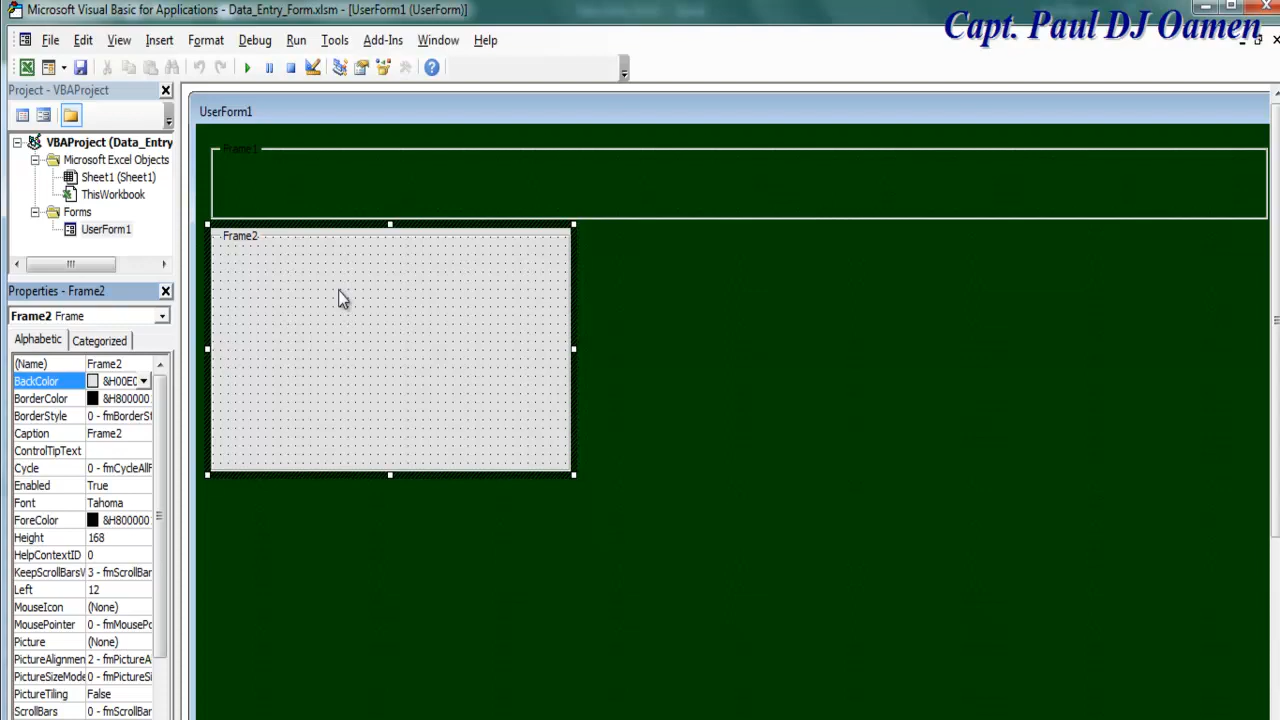 Microsoft Visual Basic for Applications - Data_Entry_Form.xlsm - [UserForm1 (UserForm)]
Capt. Paul DJ Oamen
File Edit View Insert Format Debug Run Tools Add-Ins Window Help
Project - VBAProject
UserForm1
VBAProject (Data_Entry
Microsoft Excel Objects
Sheet1 (Sheet1)
ThisWorkbook
Forms
UserForm1
Frame1
Frame2
Properties - Frame2
Frame2 Frame
Alphabetic Categorized
(Name) Frame2
BackColor &H00E0
BorderColor &H800000
BorderStyle 0 - fmBorderSt
Caption Frame2
ControlTipText
Cycle 0 - fmCycleAllF
Enabled True
Font Tahoma
ForeColor &H800000
Height 168
HelpContextID 0
KeepScrollBarsV 3 - fmScrollBar
Left 12
MouseIcon (None)
MousePointer 0 - fmMousePo
Picture (None)
PictureAlignmen 2 - fmPictureA
PictureSizeMode 0 - fmPictureSi
PictureTiling False
ScrollBars 0 - fmScrollBar